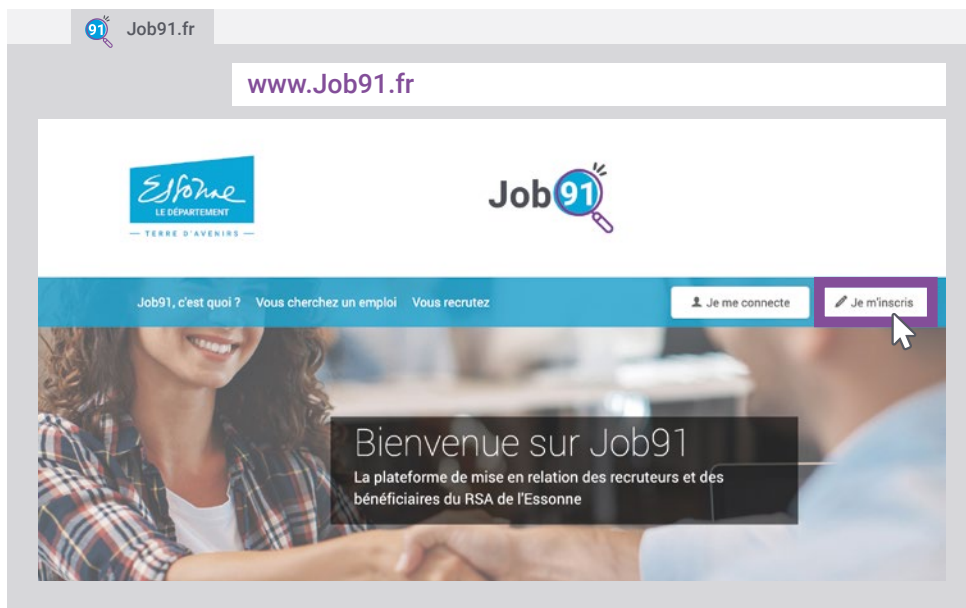 91 Job91.fr
www.Job91.fr
Essonne
LE DÉPARTEMENT
— TERRE D'AVENIRS —
Job91
Job91, c'est quoi ? Vous cherchez un emploi Vous recrutez Je me connecte Je m'inscris
Bienvenue sur Job91
La plateforme de mise en relation des recruteurs et des
bénéficiaires du RSA de l'Essonne